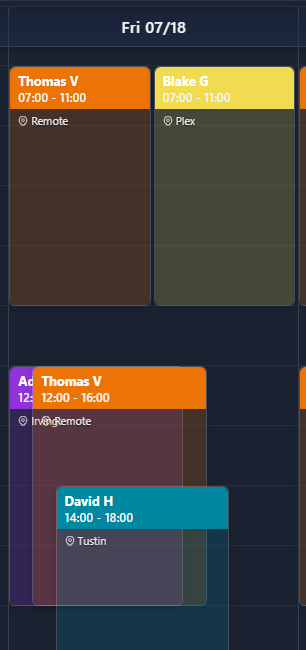 Fri 07/18
Thomas V
07:00 - 11:00
Remote
Blake G
07:00 - 11:00
Plex
Thomas V
12:00 - 16:00
Remote
David H
14:00 - 18:00
Tustin